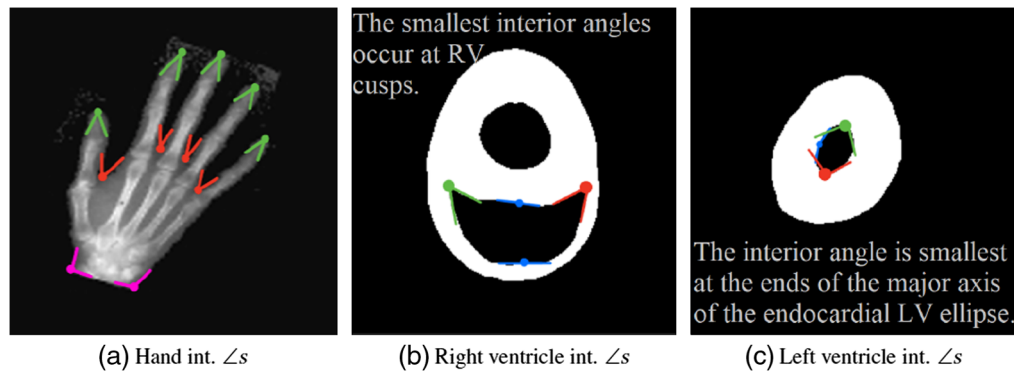 The smallest interior angles
occur at RV
cusps.
The interior angle is smallest
at the ends of the major axis
of the endocardial LV ellipse.
(a) Hand int. ∠s
(b) Right ventricle int. ∠s
(c) Left ventricle int. ∠s